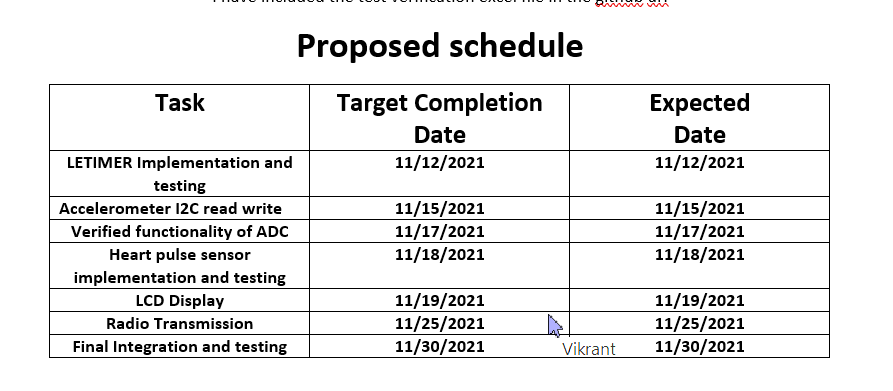 I have included the test verification excel file in the github url
Proposed schedule
Task Target Completion Date Expected Date
LETIMER Implementation and testing 11/12/2021 11/12/2021
Accelerometer I2C read write 11/15/2021 11/15/2021
Verified functionality of ADC 11/17/2021 11/17/2021
Heart pulse sensor implementation and testing 11/18/2021 11/18/2021
LCD Display 11/19/2021 11/19/2021
Radio Transmission 11/25/2021 11/25/2021
Final Integration and testing 11/30/2021 11/30/2021
Vikrant